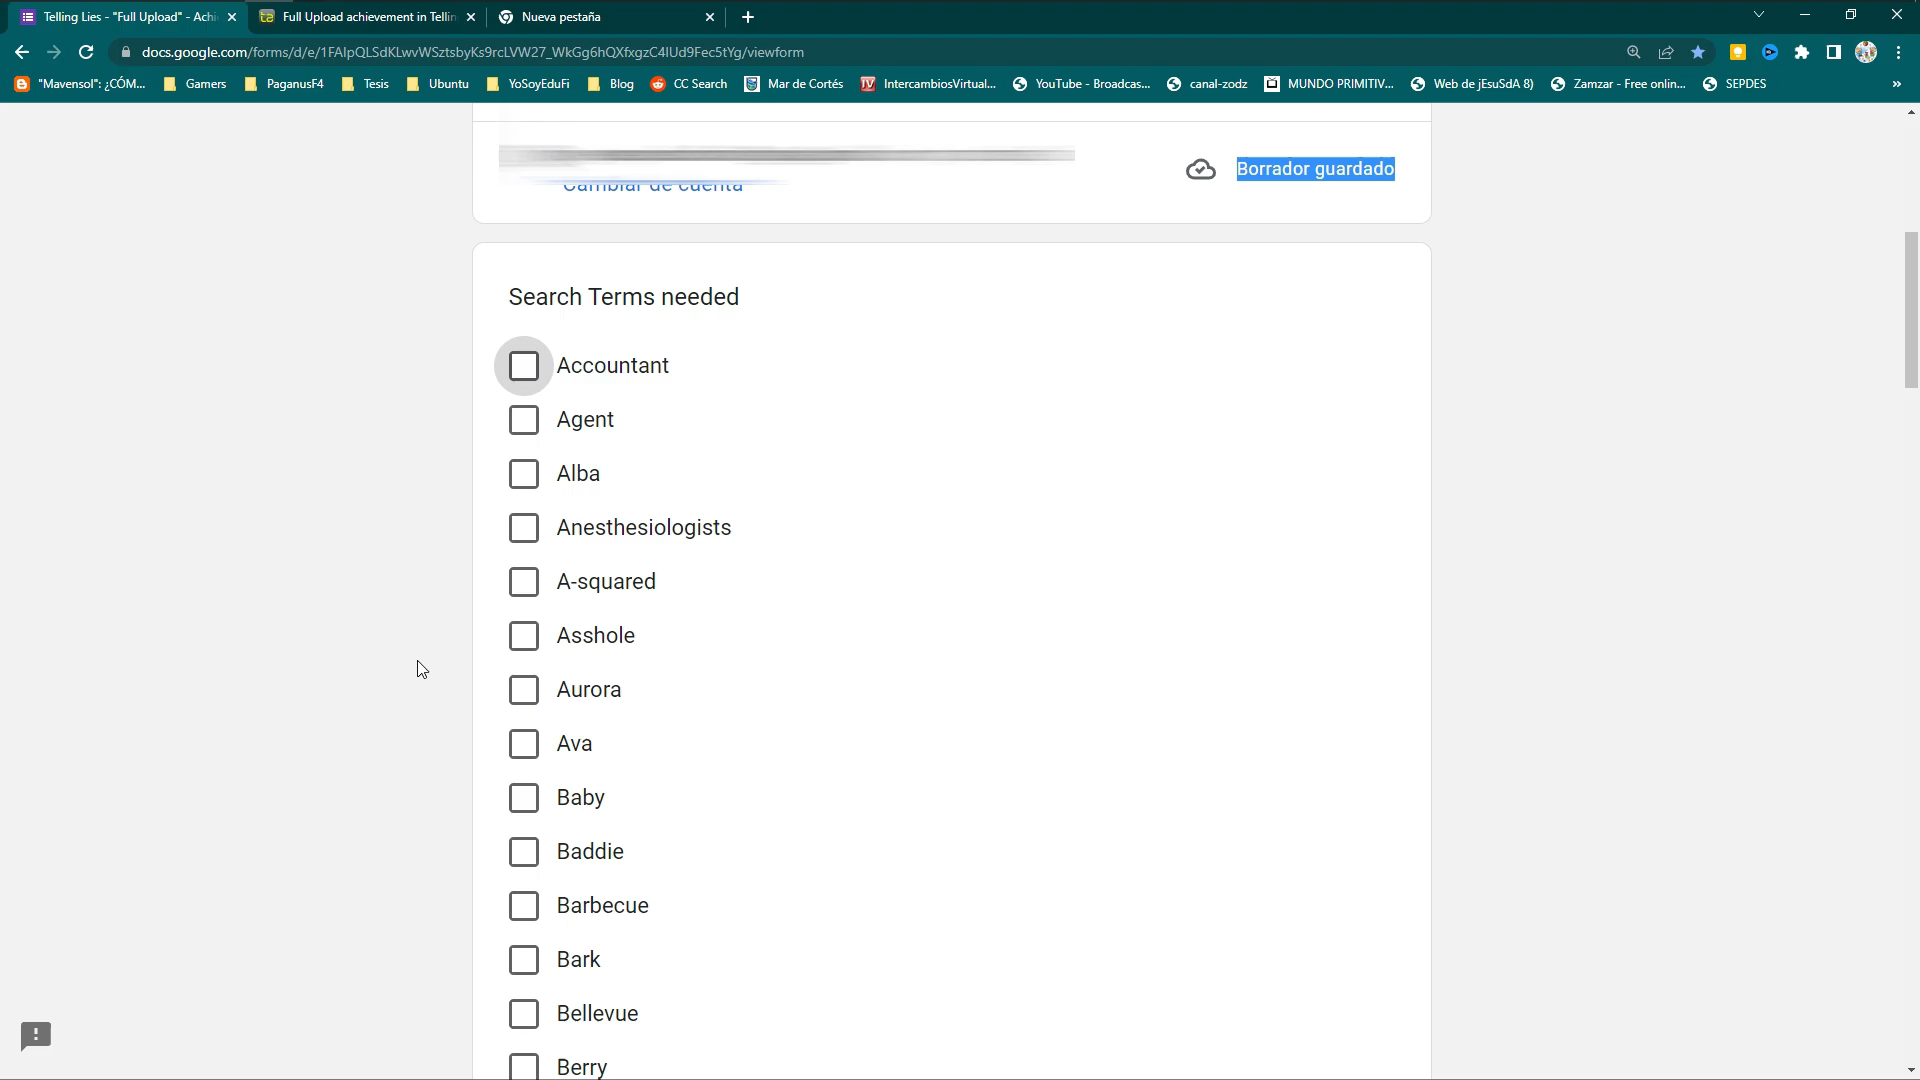 Telling Lies - "Full Upload" - Achi
Full Upload achievement in Tellin
Nueva pestaña
docs.google.com/forms/d/e/1FAIpQLSdKLwvWSztsbyKs9rcLVW27_WkGg6hQXfxgzC4lUd9Fec5tYg/viewform
"Mavensol": ¿CÓM...
Gamers
PaganusF4
Tesis
Ubuntu
YoSoyEduFi
Blog
CC Search
Mar de Cortés
IntercambiosVirtual...
YouTube - Broadcas...
canal-zodz
MUNDO PRIMITIV...
Web de jEsuSdA 8)
Zamzar - Free onlin...
SEPDES
Cambiar de cuenta
Borrador guardado
Search Terms needed
Accountant
Agent
Alba
Anesthesiologists
A-squared
Asshole
Aurora
Ava
Baby
Baddie
Barbecue
Bark
Bellevue
Berry